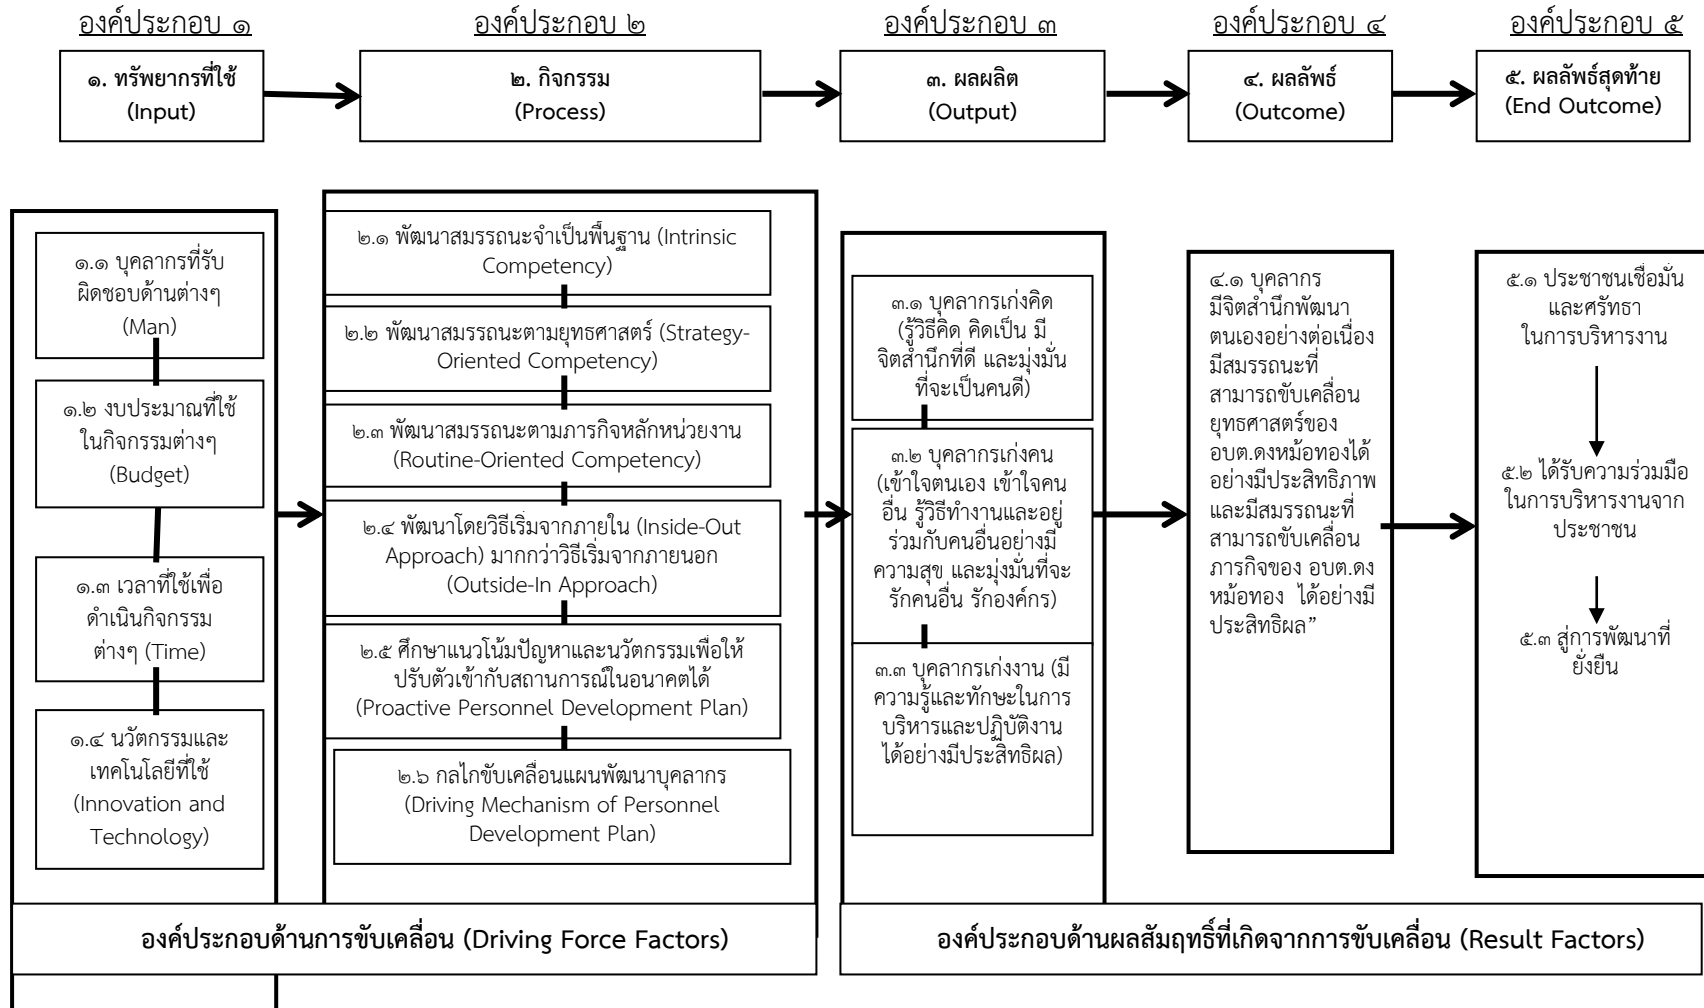 องค์ประกอบ ๑
องค์ประกอบ ๒
องค์ประกอบ ๓
องค์ประกอบ ๔
องค์ประกอบ ๕
๑. ทรัพยากรที่ใช้
(Input)
๒. กิจกรรม
(Process)
๓. ผลผลิต
(Output)
๔. ผลลัพธ์
(Outcome)
๕. ผลลัพธ์สุดท้าย
(End Outcome)
๑.๑ บุคลากรที่รับ
ผิดชอบด้านต่างๆ
(Man)
๑.๒ งบประมาณที่ใช้
ในกิจกรรมต่างๆ
(Budget)
๑.๓ เวลาที่ใช้เพื่อ
ดำเนินกิจกรรม
ต่างๆ (Time)
๑.๔ นวัตกรรมและ
เทคโนโลยีที่ใช้
(Innovation and
Technology)
๒.๑ พัฒนาสมรรถนะจำเป็นพื้นฐาน (Intrinsic
Competency)
๒.๒ พัฒนาสมรรถนะตามยุทธศาสตร์ (Strategy-
Oriented Competency)
๒.๓ พัฒนาสมรรถนะตามภารกิจหลักหน่วยงาน
(Routine-Oriented Competency)
๒.๔ พัฒนาโดยวิธีเริ่มจากภายใน (Inside-Out
Approach) มากกว่าวิธีเริ่มจากภายนอก
(Outside-In Approach)
๒.๕ ศึกษาแนวโน้มปัญหาและนวัตกรรมเพื่อให้
ปรับตัวเข้ากับสถานการณ์ในอนาคตได้
(Proactive Personnel Development Plan)
๒.๖ กลไกขับเคลื่อนแผนพัฒนาบุคลากร
(Driving Mechanism of Personnel
Development Plan)
๓.๑ บุคลากรเก่งคิด
(รู้วิธีคิด คิดเป็น มี
จิตสำนึกที่ดี และมุ่งมั่น
ที่จะเป็นคนดี)
๓.๒ บุคลากรเก่งคน
(เข้าใจตนเอง เข้าใจคน
อื่น รู้วิธีทำงานและอยู่
ร่วมกับคนอื่นอย่างมี
ความสุข และมุ่งมั่นที่จะ
รักคนอื่น รักองค์กร)
๓.๓ บุคลากรเก่งงาน (มี
ความรู้และทักษะในการ
บริหารและปฏิบัติงาน
ได้อย่างมีประสิทธิผล)
๔.๑ บุคลากร
มีจิตสำนึกพัฒนา
ตนเองอย่างต่อเนื่อง
มีสมรรถนะที่
สามารถขับเคลื่อน
ยุทธศาสตร์ของ
อบต.ดงหม้อทองได้
อย่างมีประสิทธิภาพ
และมีสมรรถนะที่
สามารถขับเคลื่อน
ภารกิจของ อบต.ดง
หม้อทอง ได้อย่างมี
ประสิทธิผล”
๕.๑ ประชาชนเชื่อมั่น
และศรัทธา
ในการบริหารงาน
๕.๒ ได้รับความร่วมมือ
ในการบริหารงานจาก
ประชาชน
๕.๓ สู่การพัฒนาที่
ยั่งยืน
องค์ประกอบด้านการขับเคลื่อน (Driving Force Factors)
องค์ประกอบด้านผลสัมฤทธิ์ที่เกิดจากการขับเคลื่อน (Result Factors)